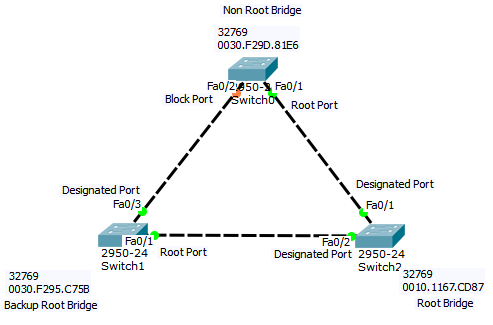 Non Root Bridge
32769
0030.F29D.81E6
Fa0/2
2950-2
Fa0/1
Switch0
Block Port
Root Port
Designated Port
Fa0/3
Designated Port
Fa0/1
Fa0/1
Root Port
Fa0/2
Designated Port
2950-24
Switch1
2950-24
Switch2
32769
0030.F295.C75B
Backup Root Bridge
32769
0010.1167.CD87
Root Bridge